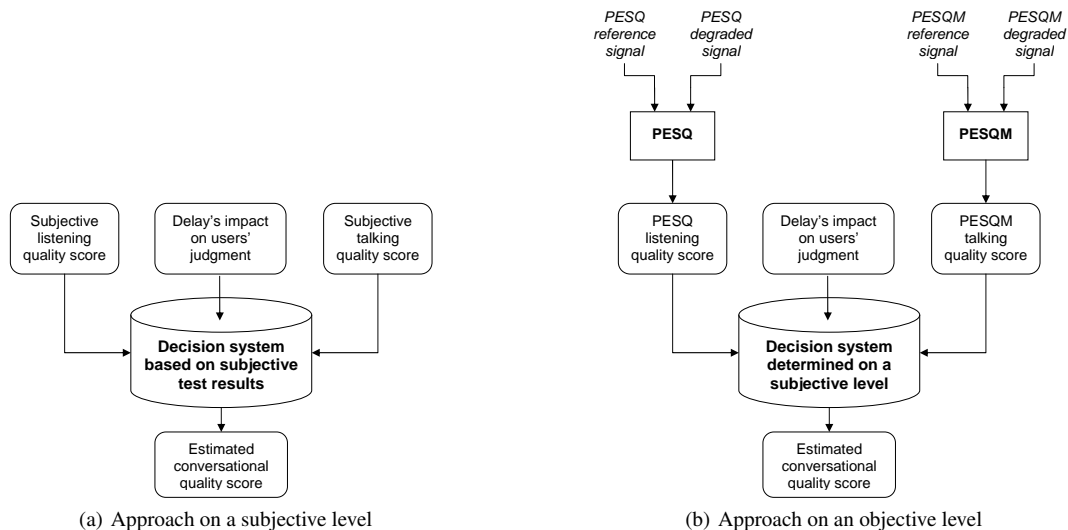 Subjective
listening
quality score
Delay's impact
on users'
judgment
Subjective
talking
quality score
Decision system
based on subjective
test results
Estimated
conversational
quality score
(a) Approach on a subjective level
PESQ
reference
signal
PESQ
degraded
signal
PESQM
reference
signal
PESQM
degraded
signal
PESQ
PESQM
PESQ
listening
quality score
Delay's impact
on users'
judgment
PESQM
talking
quality score
Decision system
determined on a
subjective level
Estimated
conversational
quality score
(b) Approach on an objective level